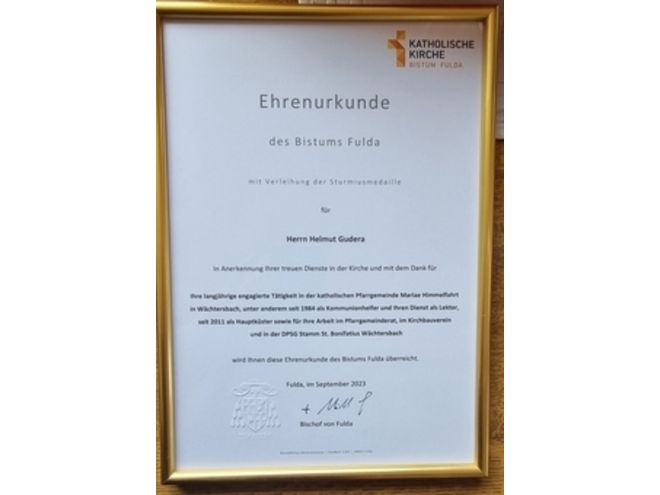 KATHOLISCHE
KIRCHE
BISTUM FULDA
Ehrenurkunde
des Bistums Fulda
mit Verleihung der Sturmiusmedaille
für
Herrn Helmut Gudera
In Anerkennung Ihrer treuen Dienste in der Kirche und mit dem Dank für
Ihre langjährige engagierte Tätigkeit in der katholischen Pfarrgemeinde Mariae Himmelfahrt
in Wächtersbach, unter anderem seit 1984 als Kommunionhelfer und Ihren Dienst als Lektor,
seit 2011 als Hauptküster sowie für Ihre Arbeit im Pfarrgemeinderat, im Kirchbauverein
und in der DPSG Stamm St. Bonifatius Wächtersbach
wird Ihnen diese Ehrenurkunde des Bistums Fulda überreicht.
Fulda, im September 2023
Bischof von Fulda